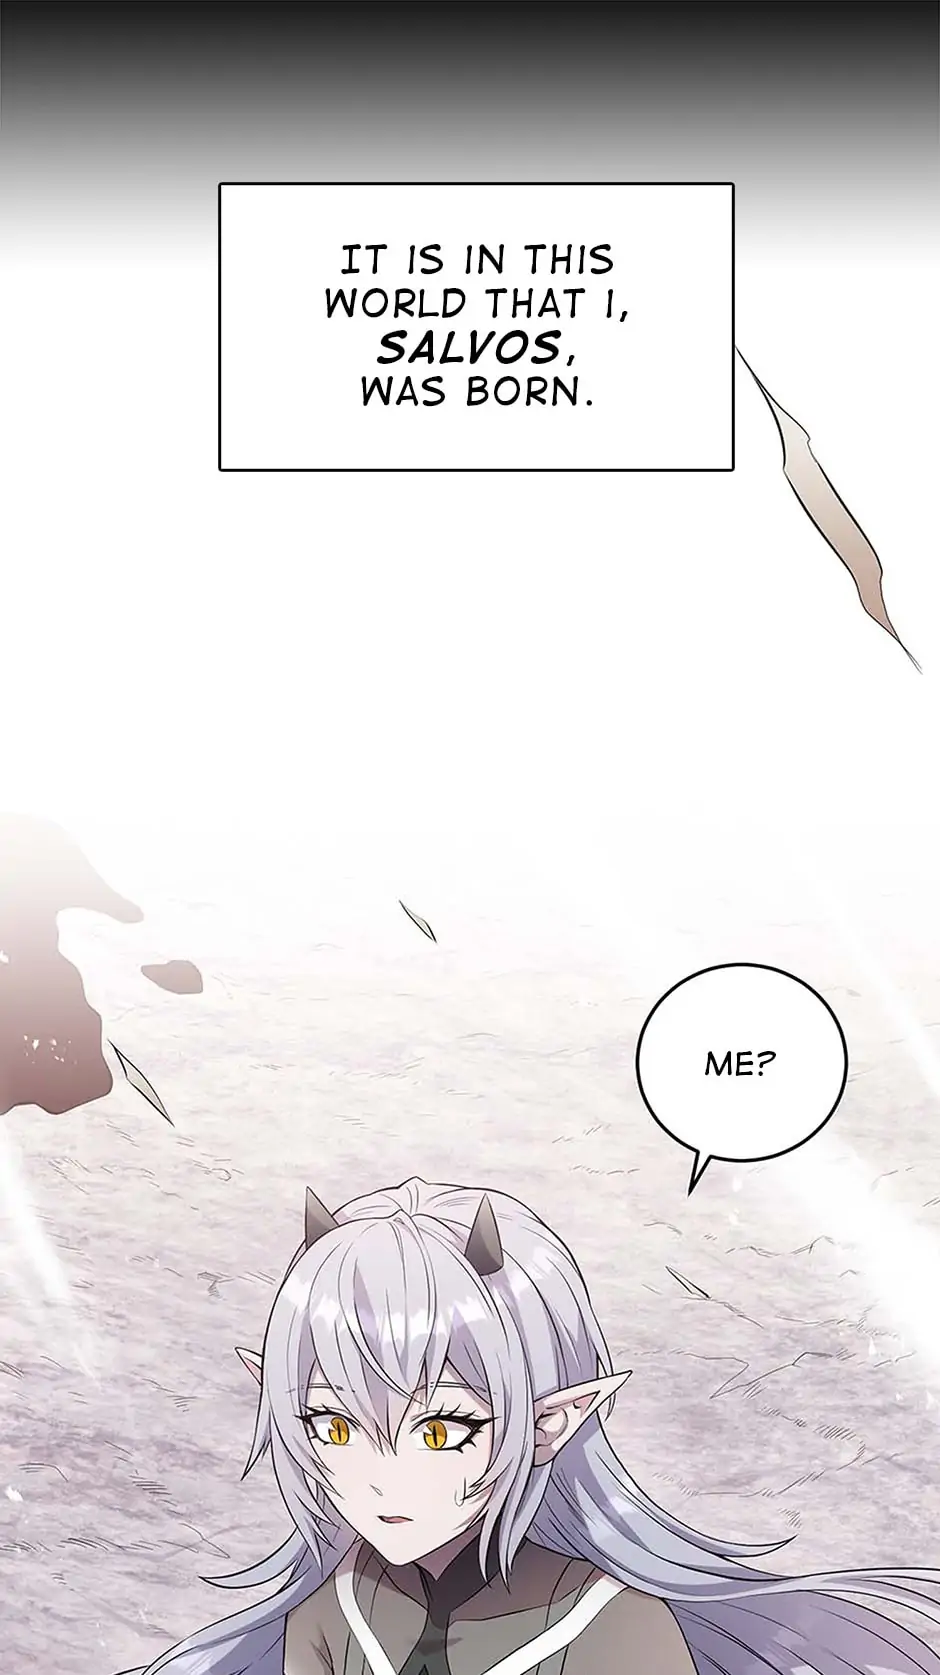 IT IS IN THIS
WORLD THAT I,
SALVOS,
WAS BORN.
ME?